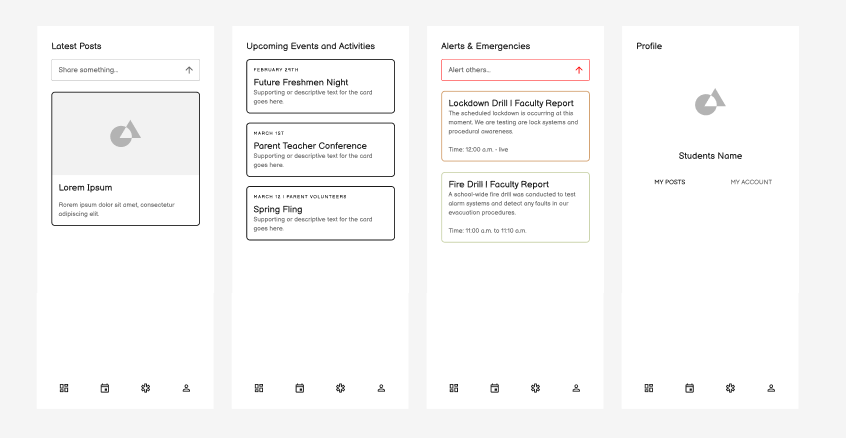 Latest Posts
Share something..
Lorem Ipsum
Rorem ipsum dolor sit amet, consectetur
adipiscing elit.
Upcoming Events and Activities
FEBRUARY 29TH
Future Freshmen Night
Supporting or descriptive text for the card
goes here.
MARCH 1ST
Parent Teacher Conference
Supporting or descriptive text for the card
goes here.
MARCH 12 | PARENT VOLUNTEERS
Spring Fling
Supporting or descriptive text for the card
goes here.
Alerts & Emergencies
Alert others..
Lockdown Drill | Faculty Report
The scheduled lockdown is occurring at this
moment. We are testing are lock systems and
procedural awareness.
Time: 12:00 a.m. - live
Fire Drill | Faculty Report
A school-wide fire drill was conducted to test
alarm systems and detect any faults in our
evacuation procedures.
Time: 11:00 a.m. to 11:10 a.m.
Profile
Students Name
MY POSTS
MY ACCOUNT